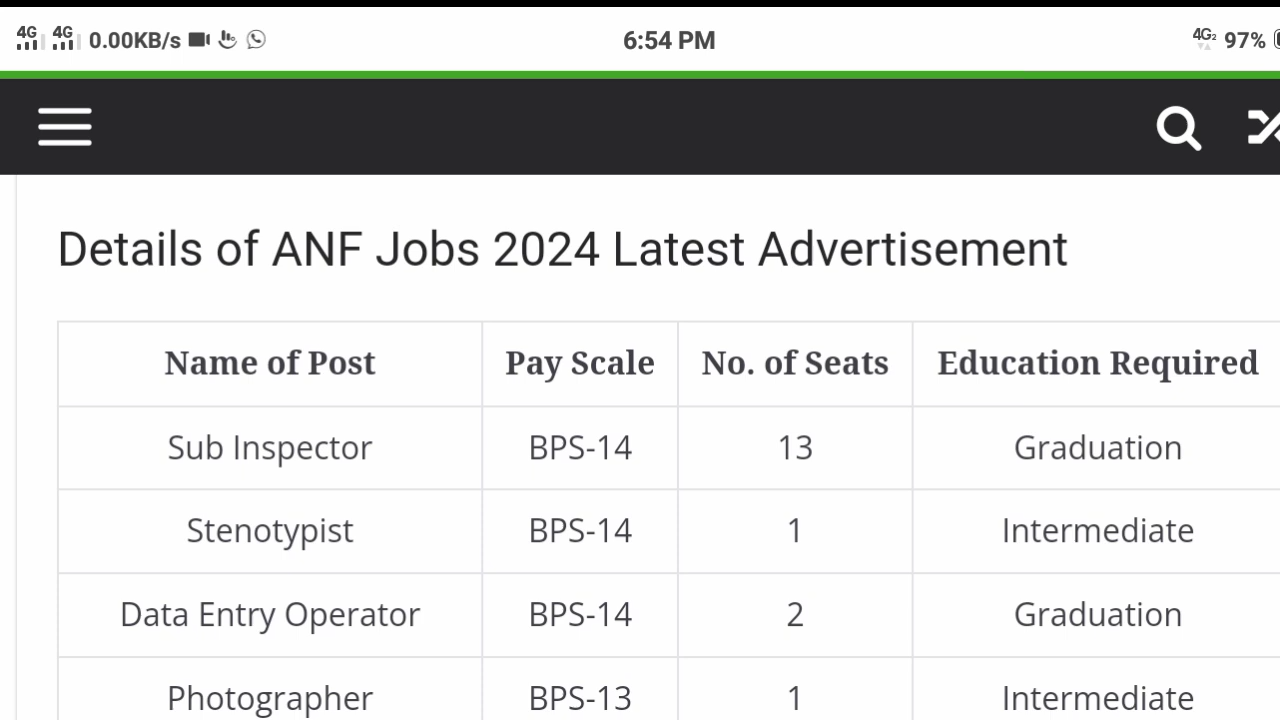 4G 4G 0.00KB/s 6:54 PM 4G2 97%
Details of ANF Jobs 2024 Latest Advertisement
Name of Post Pay Scale No. of Seats Education Required
Sub Inspector BPS-14 13 Graduation
Stenotypist BPS-14 1 Intermediate
Data Entry Operator BPS-14 2 Graduation
Photographer BPS-13 1 Intermediate